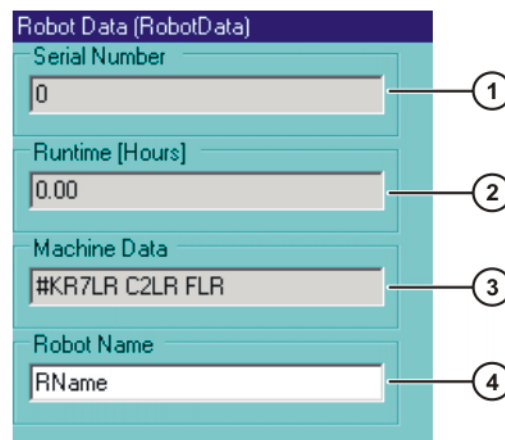 Robot Data (RobotData)
Serial Number
0
1
Runtime [Hours]
0.00
2
Machine Data
#KR7LR C2LR FLR
3
Robot Name
RName
4